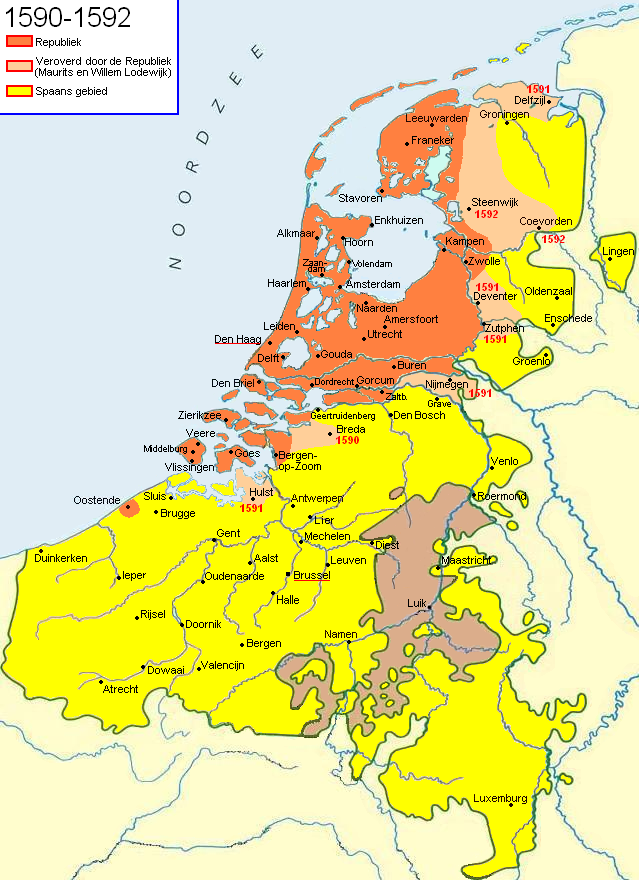 1590-1592
Republiek
Veroverd door de Republiek
(Maurits en Willem Lodewijk)
Spaans gebied
NOORDZEE
1591
Delfzijl
Groningen
Leeuwarden
Franeker
Stavoren
Steenwijk
1592
Enkhuizen
Coevorden
1592
Alkmaar
Hoorn
Kampen
Lingen
Zaan-
dam
Volendam
Zwolle
Haarlem
Amsterdam
1591
Deventer
Oldenzaal
Naarden
Amersfoort
Enschede
Leiden
Utrecht
Zutphen
1591
Den Haag
Delft
Gouda
Groenlo
Buren
Den Briel
Dordrecht
Gorcum
Nijmegen
1591
Zaltb.
Grave
Zierikzee
Geertruidenberg
Den Bosch
Veere
Breda
1590
Middelburg
Goes
Bergen-
op-Zoom
Vlissingen
Venlo
Hulst
1591
Oostende
Sluis
Antwerpen
Roermond
Brugge
Lier
Gent
Mechelen
Diest
Duinkerken
Aalst
Leuven
Maastricht
Ieper
Oudenaarde
Brussel
Halle
Luik
Rijsel
Doornik
Namen
Bergen
Dowaai
Valencijn
Atrecht
Luxemburg